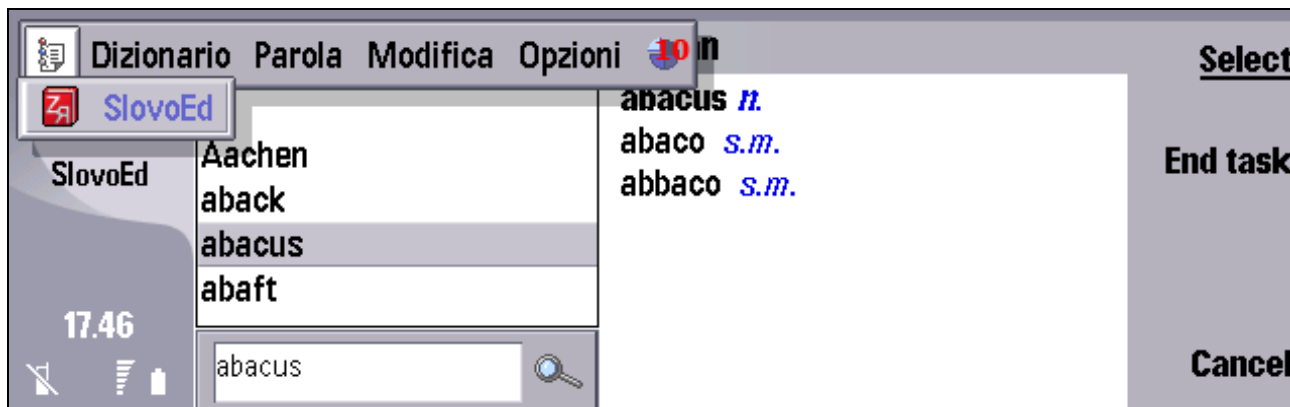 Dizionario Parola Modifica Opzioni 10 n
SlovoEd
SlovoEd
17.46
Aachen
aback
abacus
abaft
abacus
abacus n.
abaco s.m.
abbaco s.m.
Select
End task
Cancel